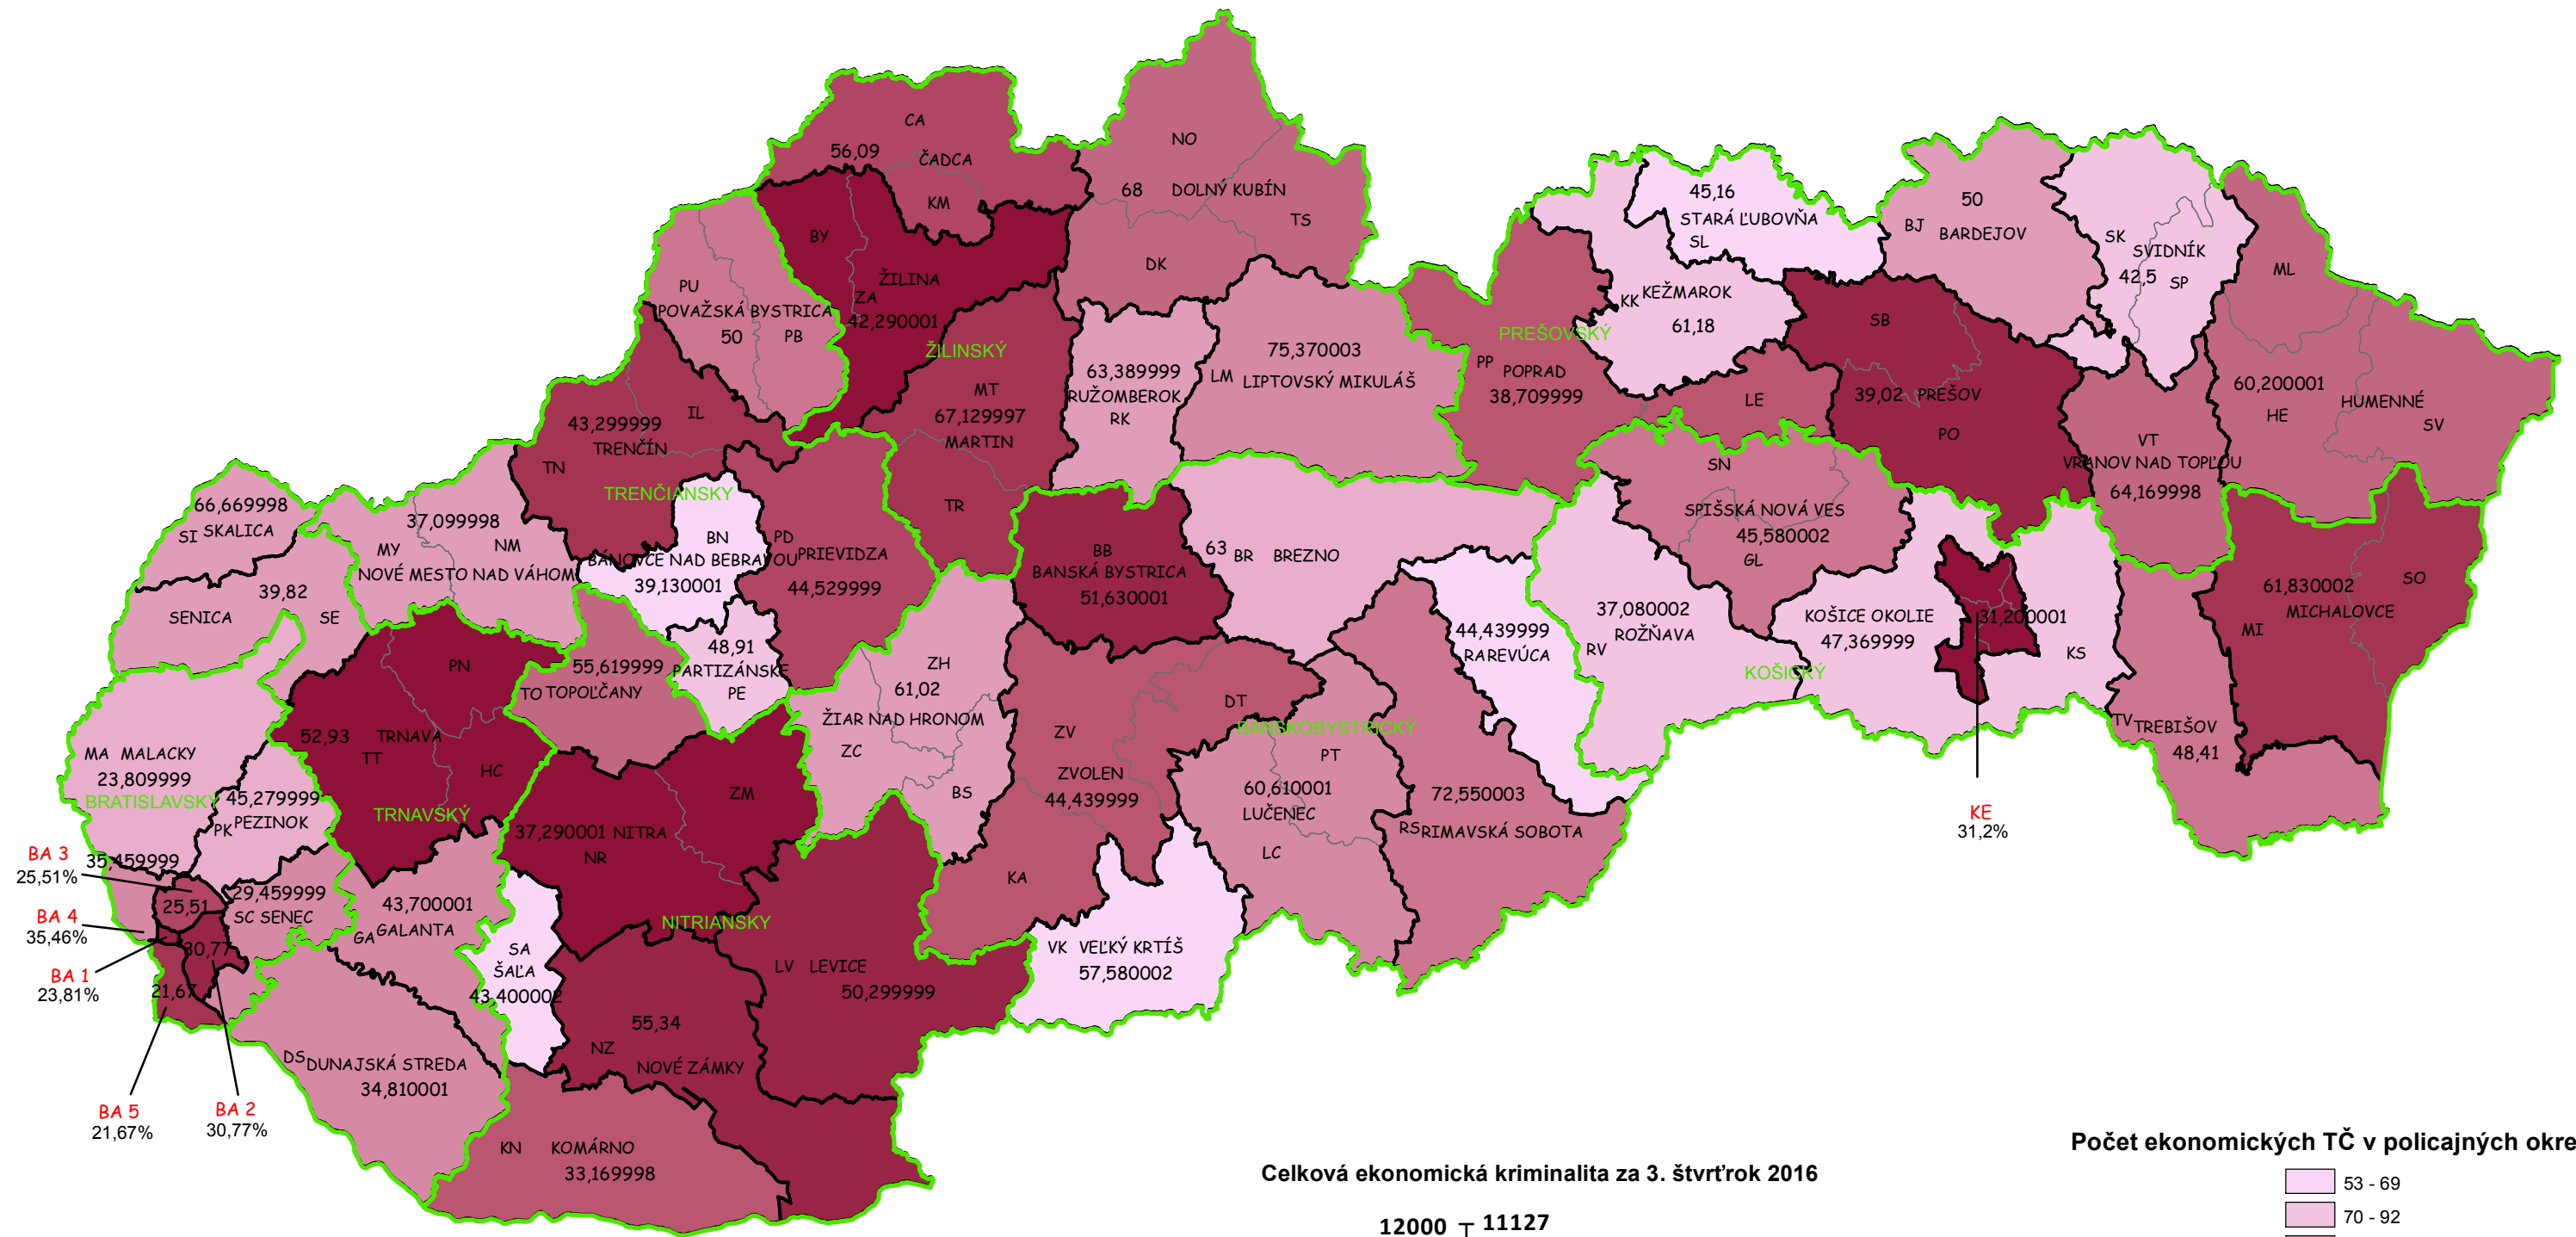 CA
56,09
ČADCA
KM
NO
68 DOLNÝ KUBÍN
TS
DK
BY
ŽILINA
ZA
42,290001
ŽILINSKÝ
PU
POVAŽSKÁ BYSTRICA
50
PB
MT
67,129997
MARTIN
TR
63,389999
RUŽOMBEROK
RK
75,370003
LM LIPTOVSKÝ MIKULÁŠ
45,16
STARÁ ĽUBOVŇA
SL
KK KEŽMAROK
61,18
PREŠOVSKÝ
PP
POPRAD
38,709999
LE
50
BJ BARDEJOV
SK
SVIDNÍK
42,5
SP
SB
39,02 PREŠOV
PO
ML
60,200001
HUMENNÉ
HE
SV
VT
VRANOV NAD TOPĽOU
64,169998
IL
43,299999
TRENČÍN
TN
TRENČIANSKY
BN
BÁNOVCE NAD BEBRAVOU
39,130001
PD
PRIEVIDZA
44,529999
66,669998
SI SKALICA
39,82
SENICA
SE
37,099998
MY
NM
NOVÉ MESTO NAD VÁHOM
48,91
PARTIZÁNSKE
PE
55,619999
TO TOPOĽČANY
PN
52,93 TRNAVA
TT
HC
TRNAVSKÝ
MA MALACKY
23,809999
BRATISLAVSKÝ
45,279999
PK PEZINOK
35,459999
BA 3
25,51%
25,51
BA 4
35,46%
BA 1
23,81%
30,77
21,67
BA 5
21,67%
BA 2
30,77%
29,459999
SC SENEC
43,700001
GA GALANTA
DS DUNAJSKÁ STREDA
34,810001
SA
ŠAĽA
43,400002
37,290001 NITRA
NR
ZM
NITRIANSKY
55,34
NZ
NOVÉ ZÁMKY
KN KOMÁRNO
33,169998
LV LEVICE
50,299999
ZH
61,02
ŽIAR NAD HRONOM
ZC
BS
BB
BANSKÁ BYSTRICA
51,630001
63 BR BREZNO
ZV
DT
ZVOLEN
44,439999
KA
BANSKOBYSTRICKÝ
PT
60,610001
LUČENEC
LC
VK VEĽKÝ KRTÍŠ
57,580002
72,550003
RS RIMAVSKÁ SOBOTA
44,439999
RAREVÚCA
37,080002
ROŽŇAVA
RV
KOŠICKÝ
SN
SPIŠSKÁ NOVÁ VES
45,580002
GL
KOŠICE OKOLIE
47,369999
31,200001
KS
KE
31,2%
61,830002
MICHALOVCE
MI
SO
TV TREBIŠOV
48,41
Počet ekonomických TČ v policajných okre
53 - 69
70 - 92
Celková ekonomická kriminalita za 3. štvrťrok 2016
12000
11127